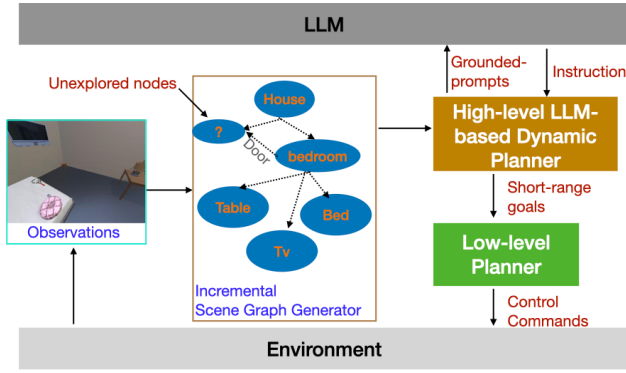 LLM
Unexplored nodes
Grounded-
prompts
Instruction
House
?
Door
bedroom
High-level LLM-
based Dynamic
Planner
Table
Bed
Tv
Short-range
goals
Observations
Low-level
Planner
Incremental
Scene Graph Generator
Control
Commands
Environment